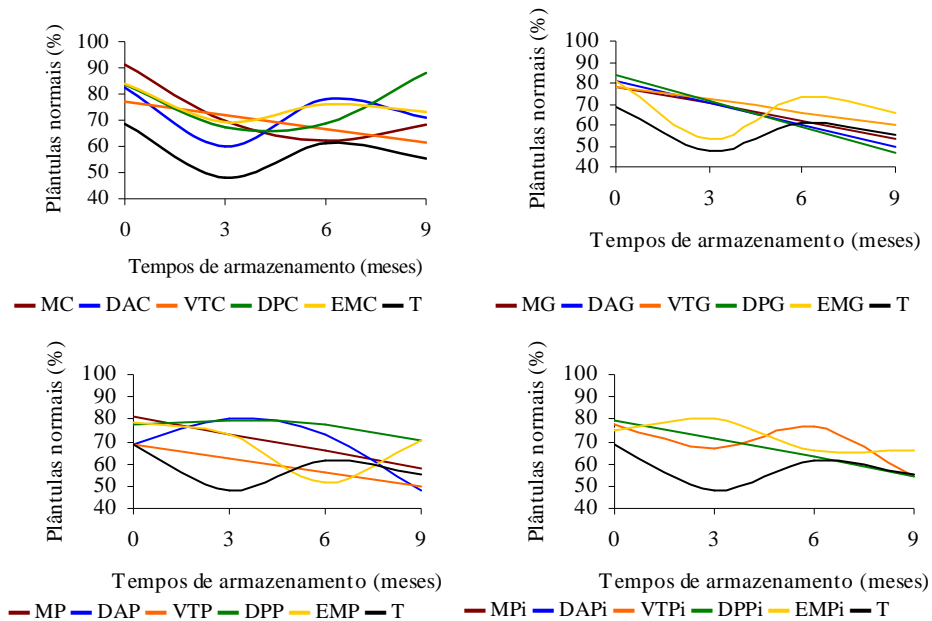 Plântulas normais (%)
100
90
80
70
60
50
40
0 3 6 9
Tempos de armazenamento (meses)
MC DAC VTC DPC EMC T
Plântulas normais (%)
100
90
80
70
60
50
40
0 3 6 9
Tempos de armazenamento (meses)
MG DAG VTG DPG EMG T
Plântulas normais (%)
100
90
80
70
60
50
40
0 3 6 9
Tempos de armazenamento (meses)
MP DAP VTP DPP EMP T
Plântulas normais (%)
100
90
80
70
60
50
40
0 3 6 9
Tempos de armazenamento (meses)
MPi DAPi VTPi DPPi EMPi T